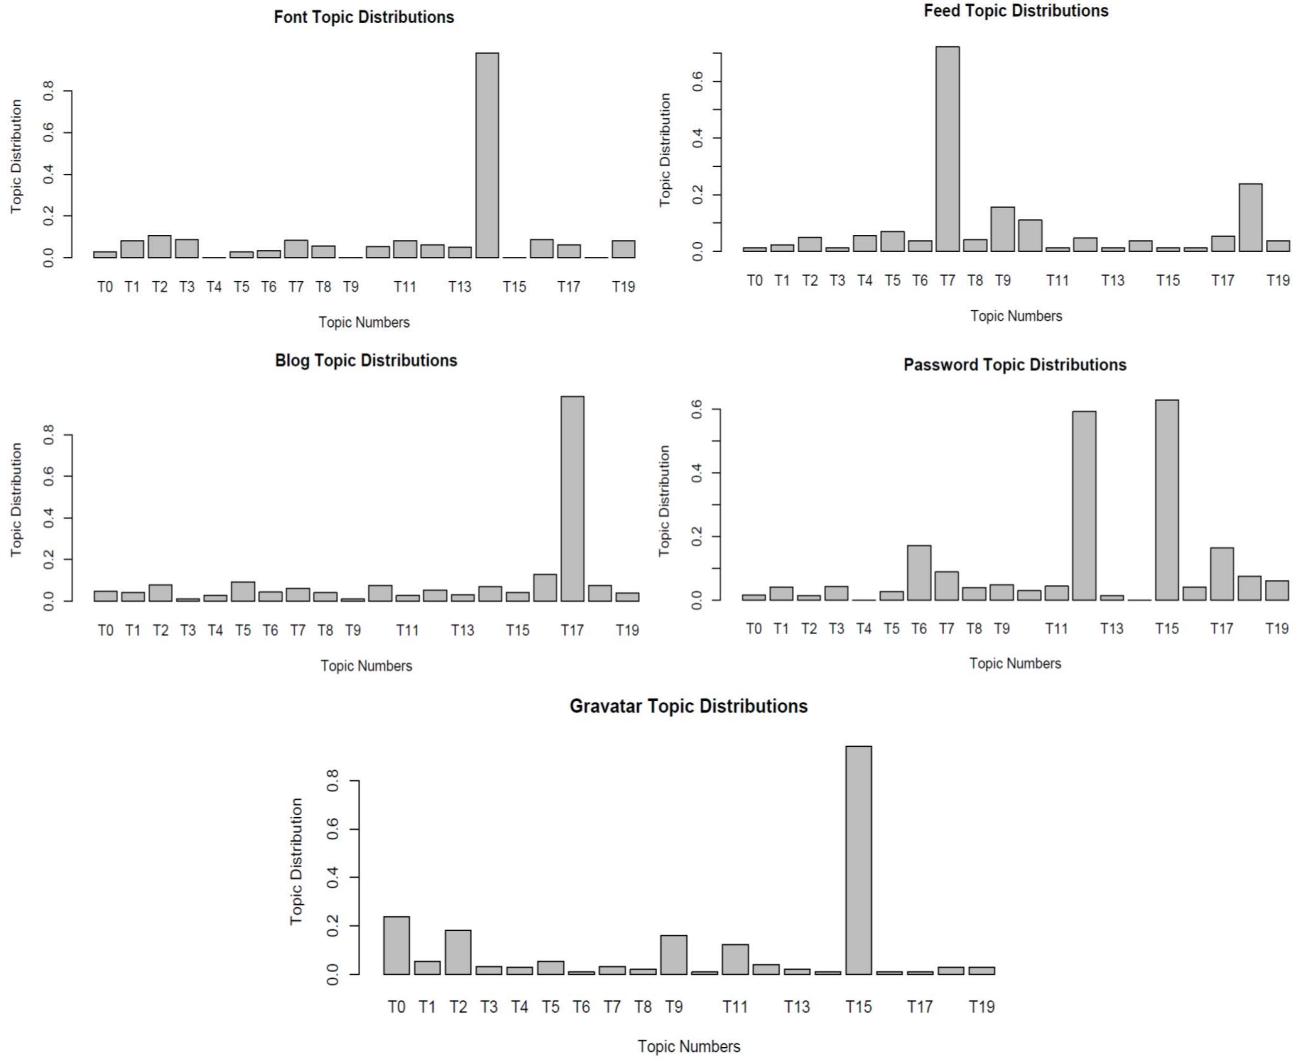 Font Topic Distributions
Topic Distribution
0.8
0.6
0.4
0.2
0.0
T0 T1 T2 T3 T4 T5 T6 T7 T8 T9 T11 T13 T15 T17 T19
Topic Numbers
Feed Topic Distributions
Topic Distribution
0.6
0.4
0.2
0.0
T0 T1 T2 T3 T4 T5 T6 T7 T8 T9 T11 T13 T15 T17 T19
Topic Numbers
Blog Topic Distributions
Topic Distribution
0.8
0.6
0.4
0.2
0.0
T0 T1 T2 T3 T4 T5 T6 T7 T8 T9 T11 T13 T15 T17 T19
Topic Numbers
Password Topic Distributions
Topic Distribution
0.6
0.4
0.2
0.0
T0 T1 T2 T3 T4 T5 T6 T7 T8 T9 T11 T13 T15 T17 T19
Topic Numbers
Gravatar Topic Distributions
Topic Distribution
0.8
0.6
0.4
0.2
0.0
T0 T1 T2 T3 T4 T5 T6 T7 T8 T9 T11 T13 T15 T17 T19
Topic Numbers